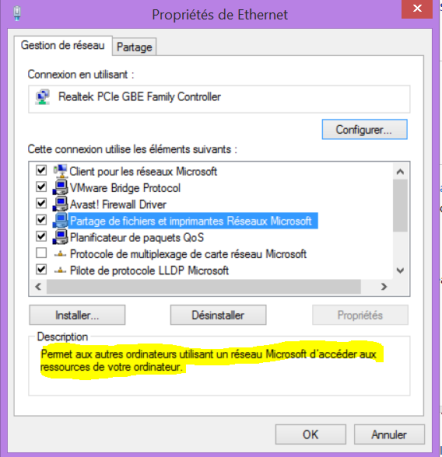 Propriétés de Ethernet
Gestion de réseau
Partage
Connexion en utilisant :
Realtek PCIe GBE Family Controller
Configurer...
Cette connexion utilise les éléments suivants :
Client pour les réseaux Microsoft
VMware Bridge Protocol
Avast! Firewall Driver
Partage de fichiers et imprimantes Réseaux Microsoft
Planificateur de paquets QoS
Protocole de multiplexage de carte réseau Microsoft
Pilote de protocole LLDP Microsoft
Installer...
Désinstaller
Propriétés
Description
Permet aux autres ordinateurs utilisant un réseau Microsoft d'accéder aux
ressources de votre ordinateur.
OK
Annuler